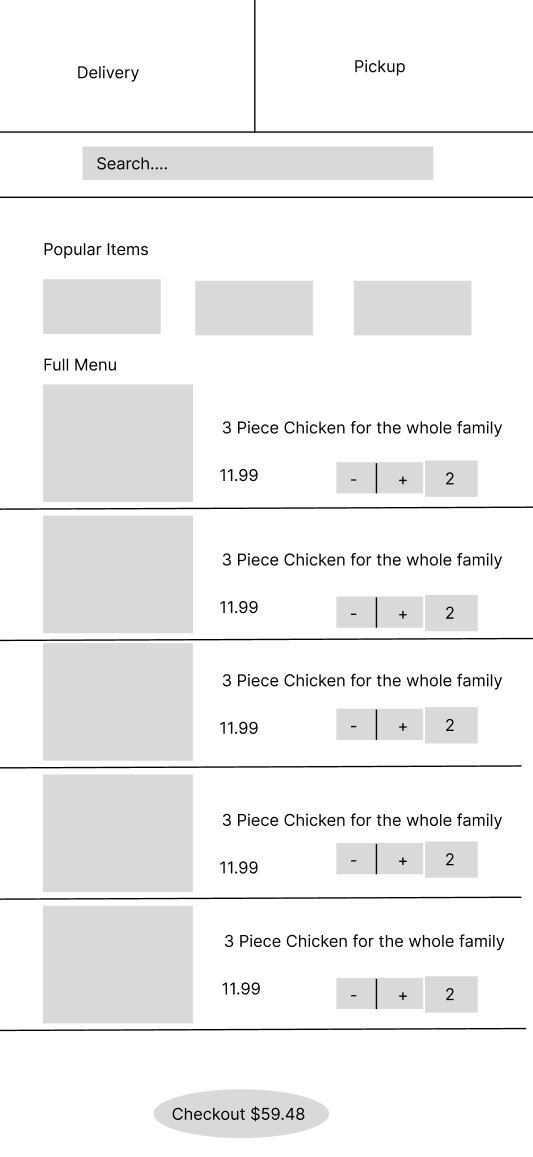 Delivery
Pickup
Search....
Popular Items
Full Menu
3 Piece Chicken for the whole family
11.99 - + 2
3 Piece Chicken for the whole family
11.99 - + 2
3 Piece Chicken for the whole family
11.99 - + 2
3 Piece Chicken for the whole family
11.99 - + 2
3 Piece Chicken for the whole family
11.99 - + 2
Checkout $59.48